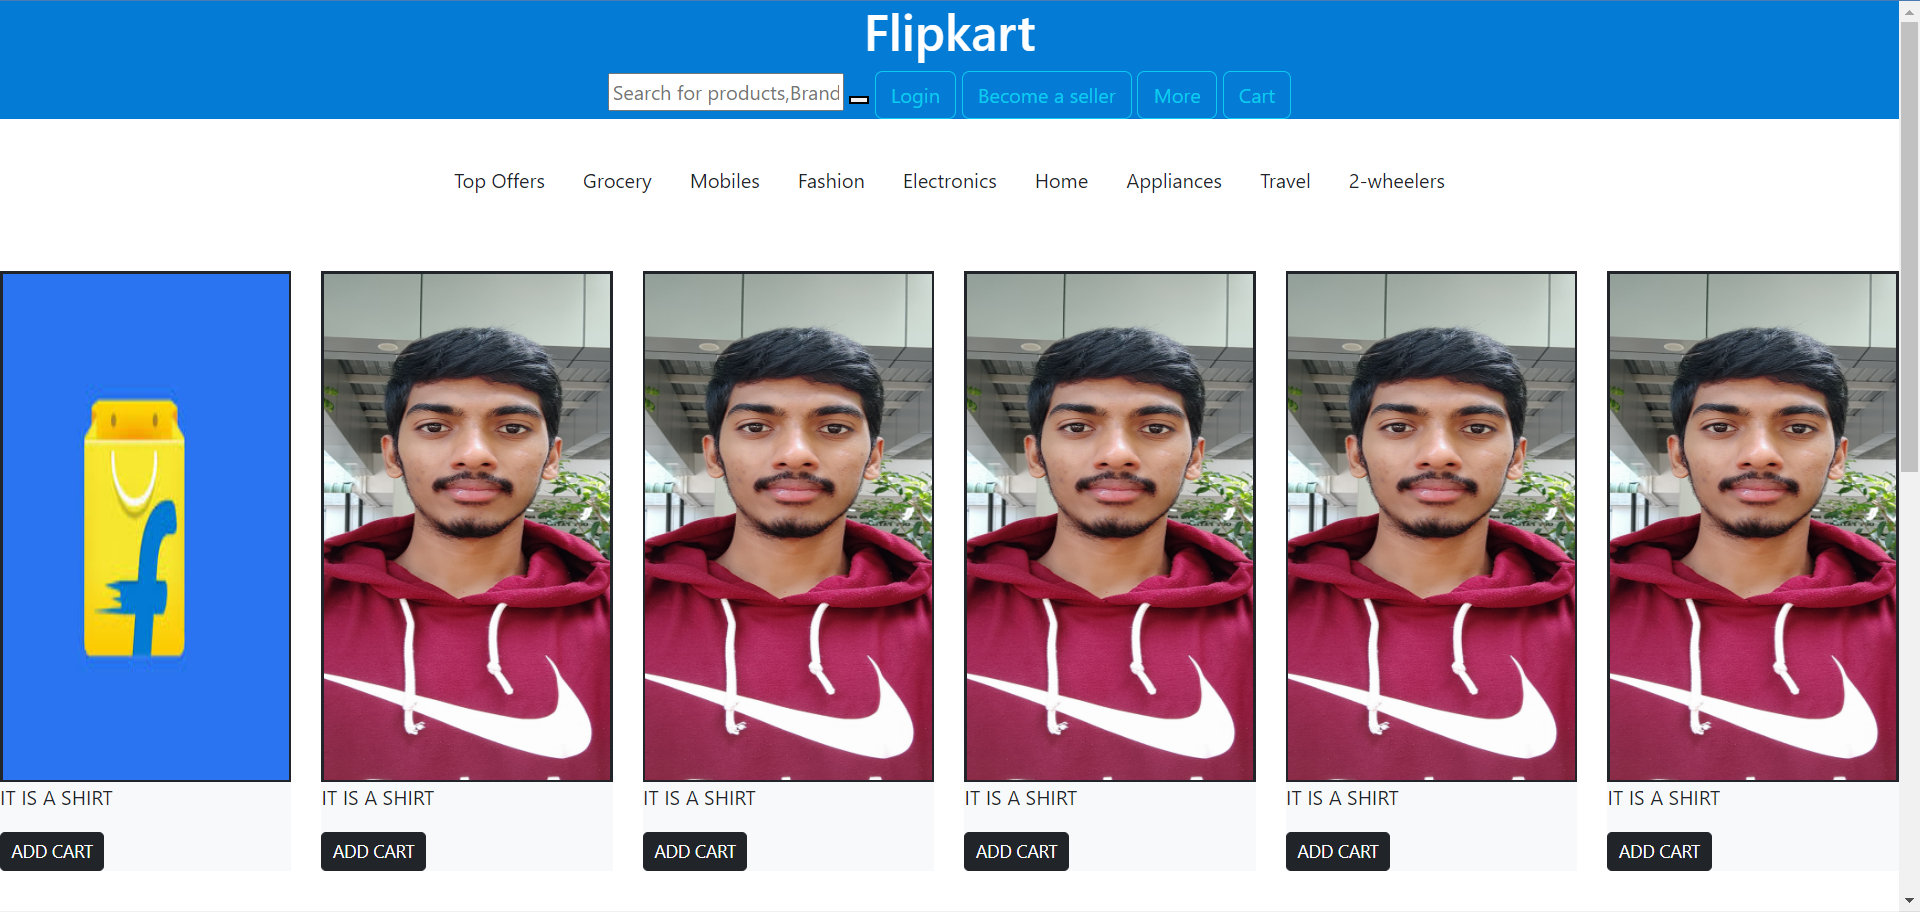 Flipkart
Search for products,Brand Login Become a seller More Cart
Top Offers Grocery Mobiles Fashion Electronics Home Appliances Travel 2-wheelers
f
IT IS A SHIRT IT IS A SHIRT IT IS A SHIRT IT IS A SHIRT IT IS A SHIRT IT IS A SHIRT
ADD CART ADD CART ADD CART ADD CART ADD CART ADD CART